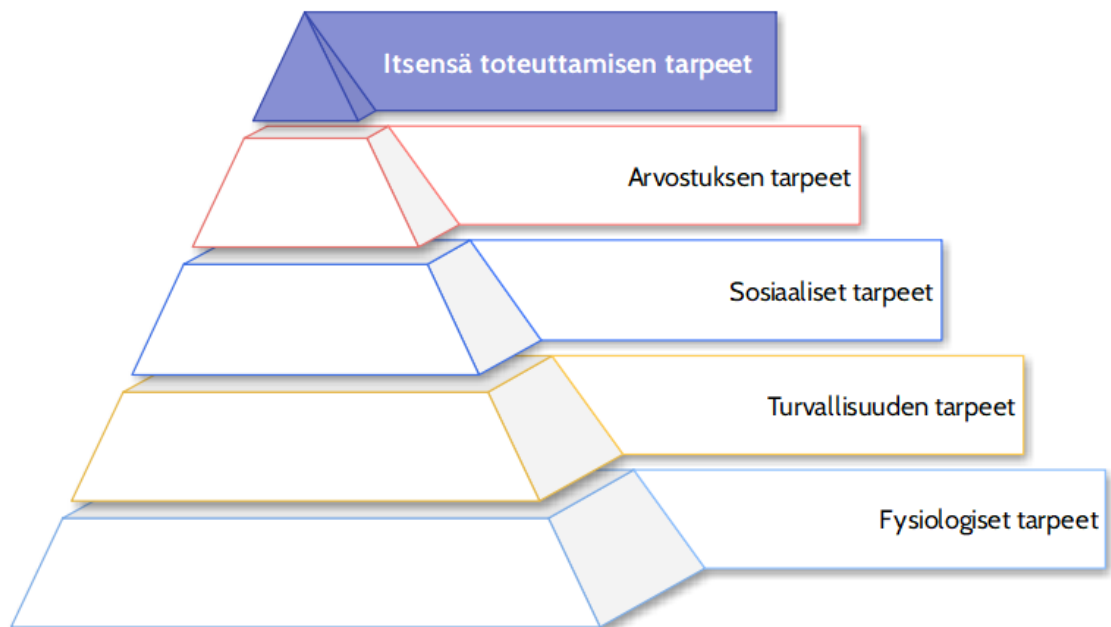 Itsensä toteuttamisen tarpeet
Arvostuksen tarpeet
Sosiaaliset tarpeet
Turvallisuuden tarpeet
Fysiologiset tarpeet